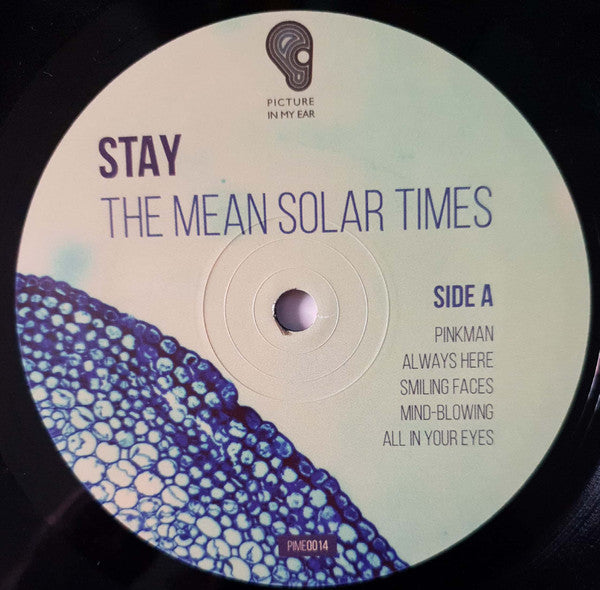 PICTURE
IN MY EAR
STAY
THE MEAN SOLAR TIMES
SIDE A
PINKMAN
ALWAYS HERE
SMILING FACES
MIND-BLOWING
ALL IN YOUR EYES
PIME0014